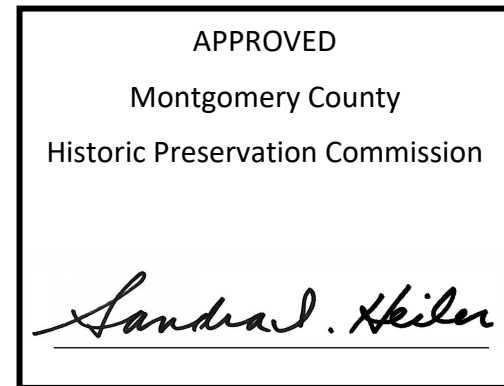 APPROVED
Montgomery County
Historic Preservation Commission
Sandra I. Heiler